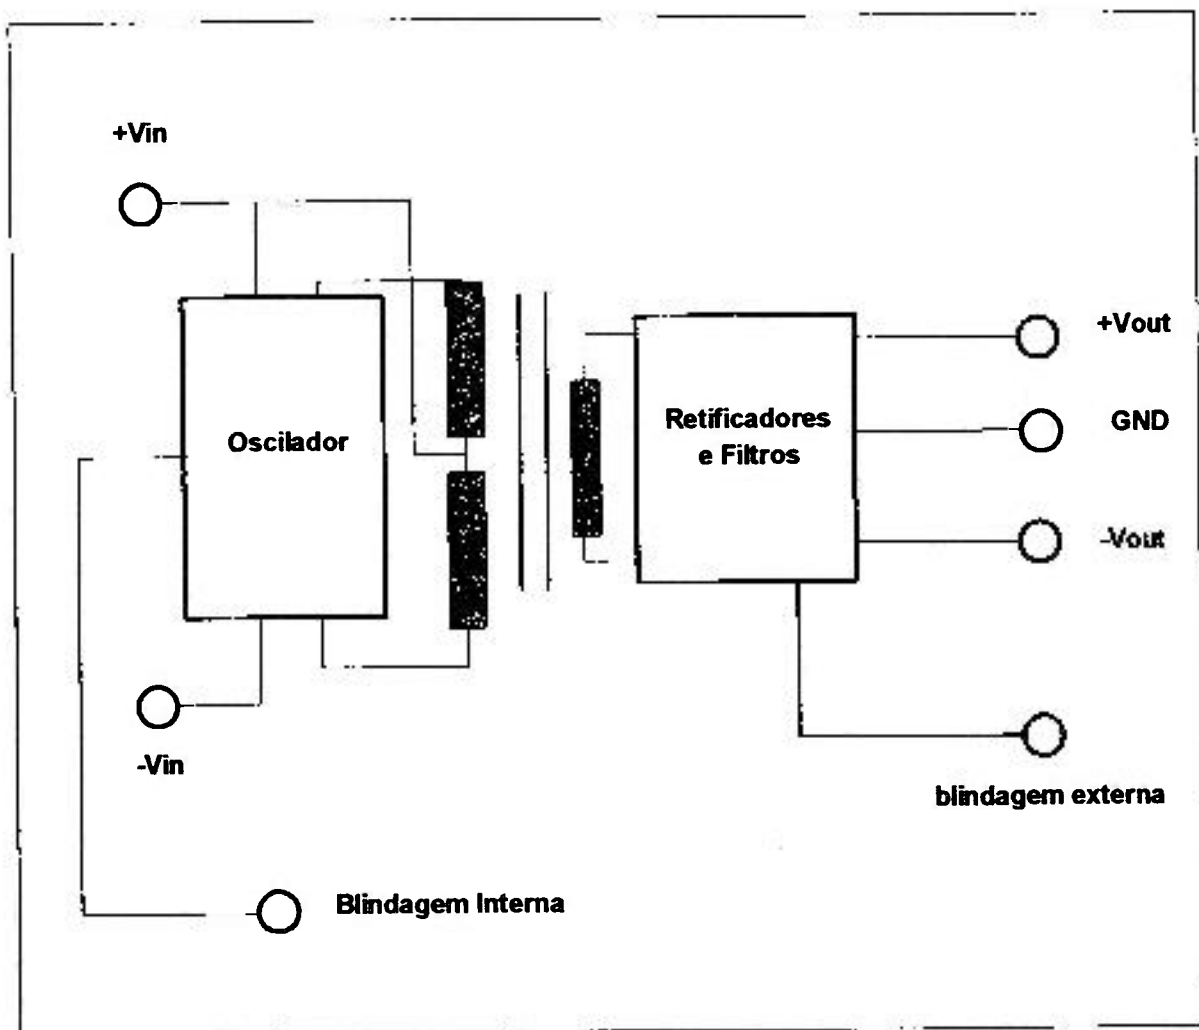 +Vin
Oscilador
-Vin
Retificadores
e Filtros
+Vout
GND
-Vout
blindagem externa
Blindagem Interna